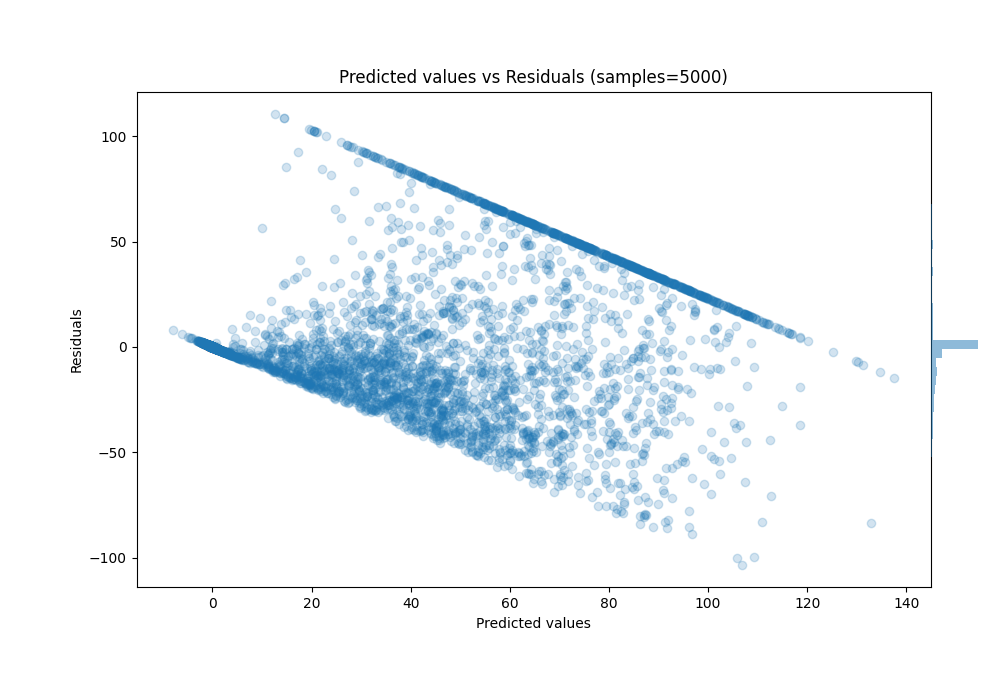 Predicted values vs Residuals (samples=5000)
100
50
0
−50
−100
Residuals
0 20 40 60 80 100 120 140
Predicted values